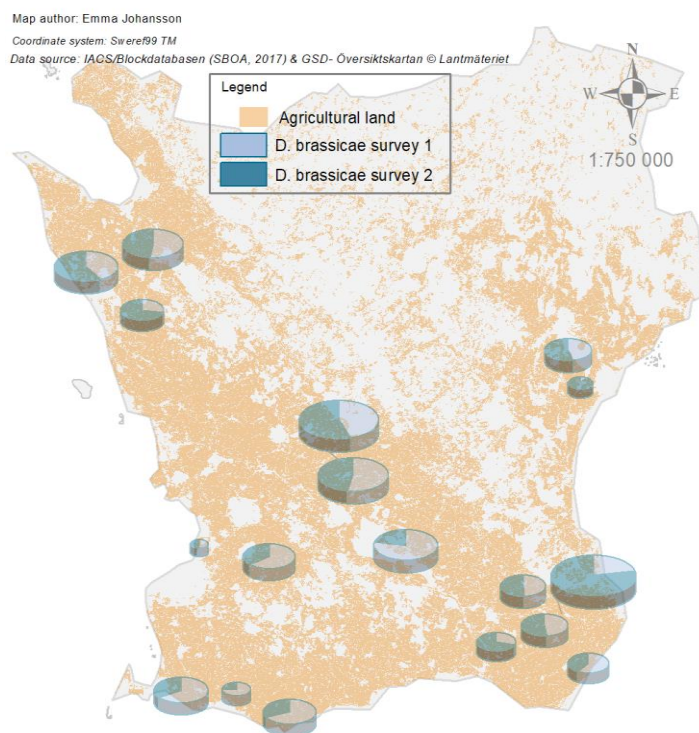 Map author: Emma Johansson
Coordinate system: Sweref99 TM
Data source: IACS/Blockdatabasen (SBOA, 2017) & GSD- Översiktskartan © Lantmäteriet
Legend
Agricultural land
D. brassicae survey 1
D. brassicae survey 2
N
W E
S
1:750 000